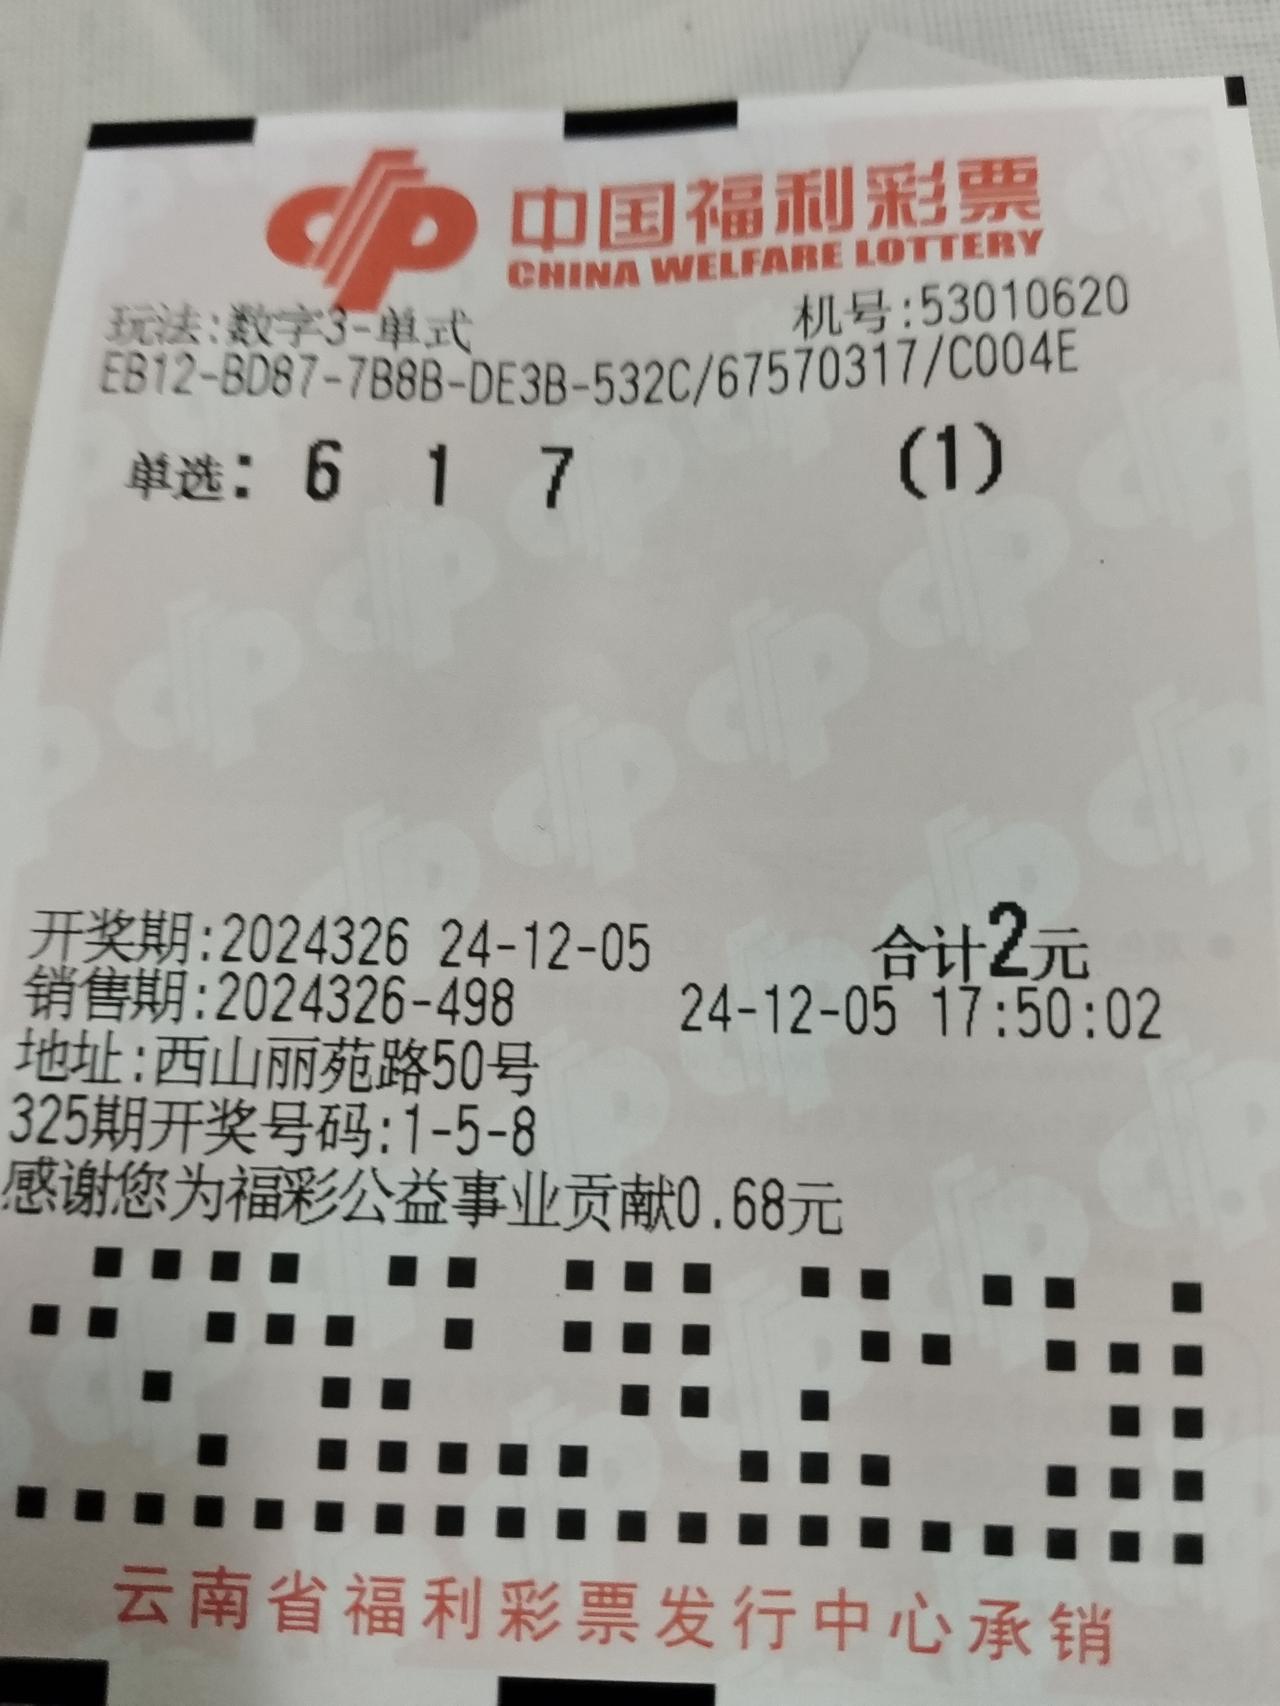 中国福利彩票
CHINA WELFARE LOTTERY
玩法:数字3-单式 机号:53010620
EB12-BD87-7B8B-DE3B-532C/67570317/C004E
单选: 6 1 7 (1)
开奖期:2024326 24-12-05 合计2元
销售期:2024326-498 24-12-05 17:50:02
地址:西山丽苑路50号
325期开奖号码:1-5-8
感谢您为福彩公益事业贡献0.68元
云南省福利彩票发行中心承销